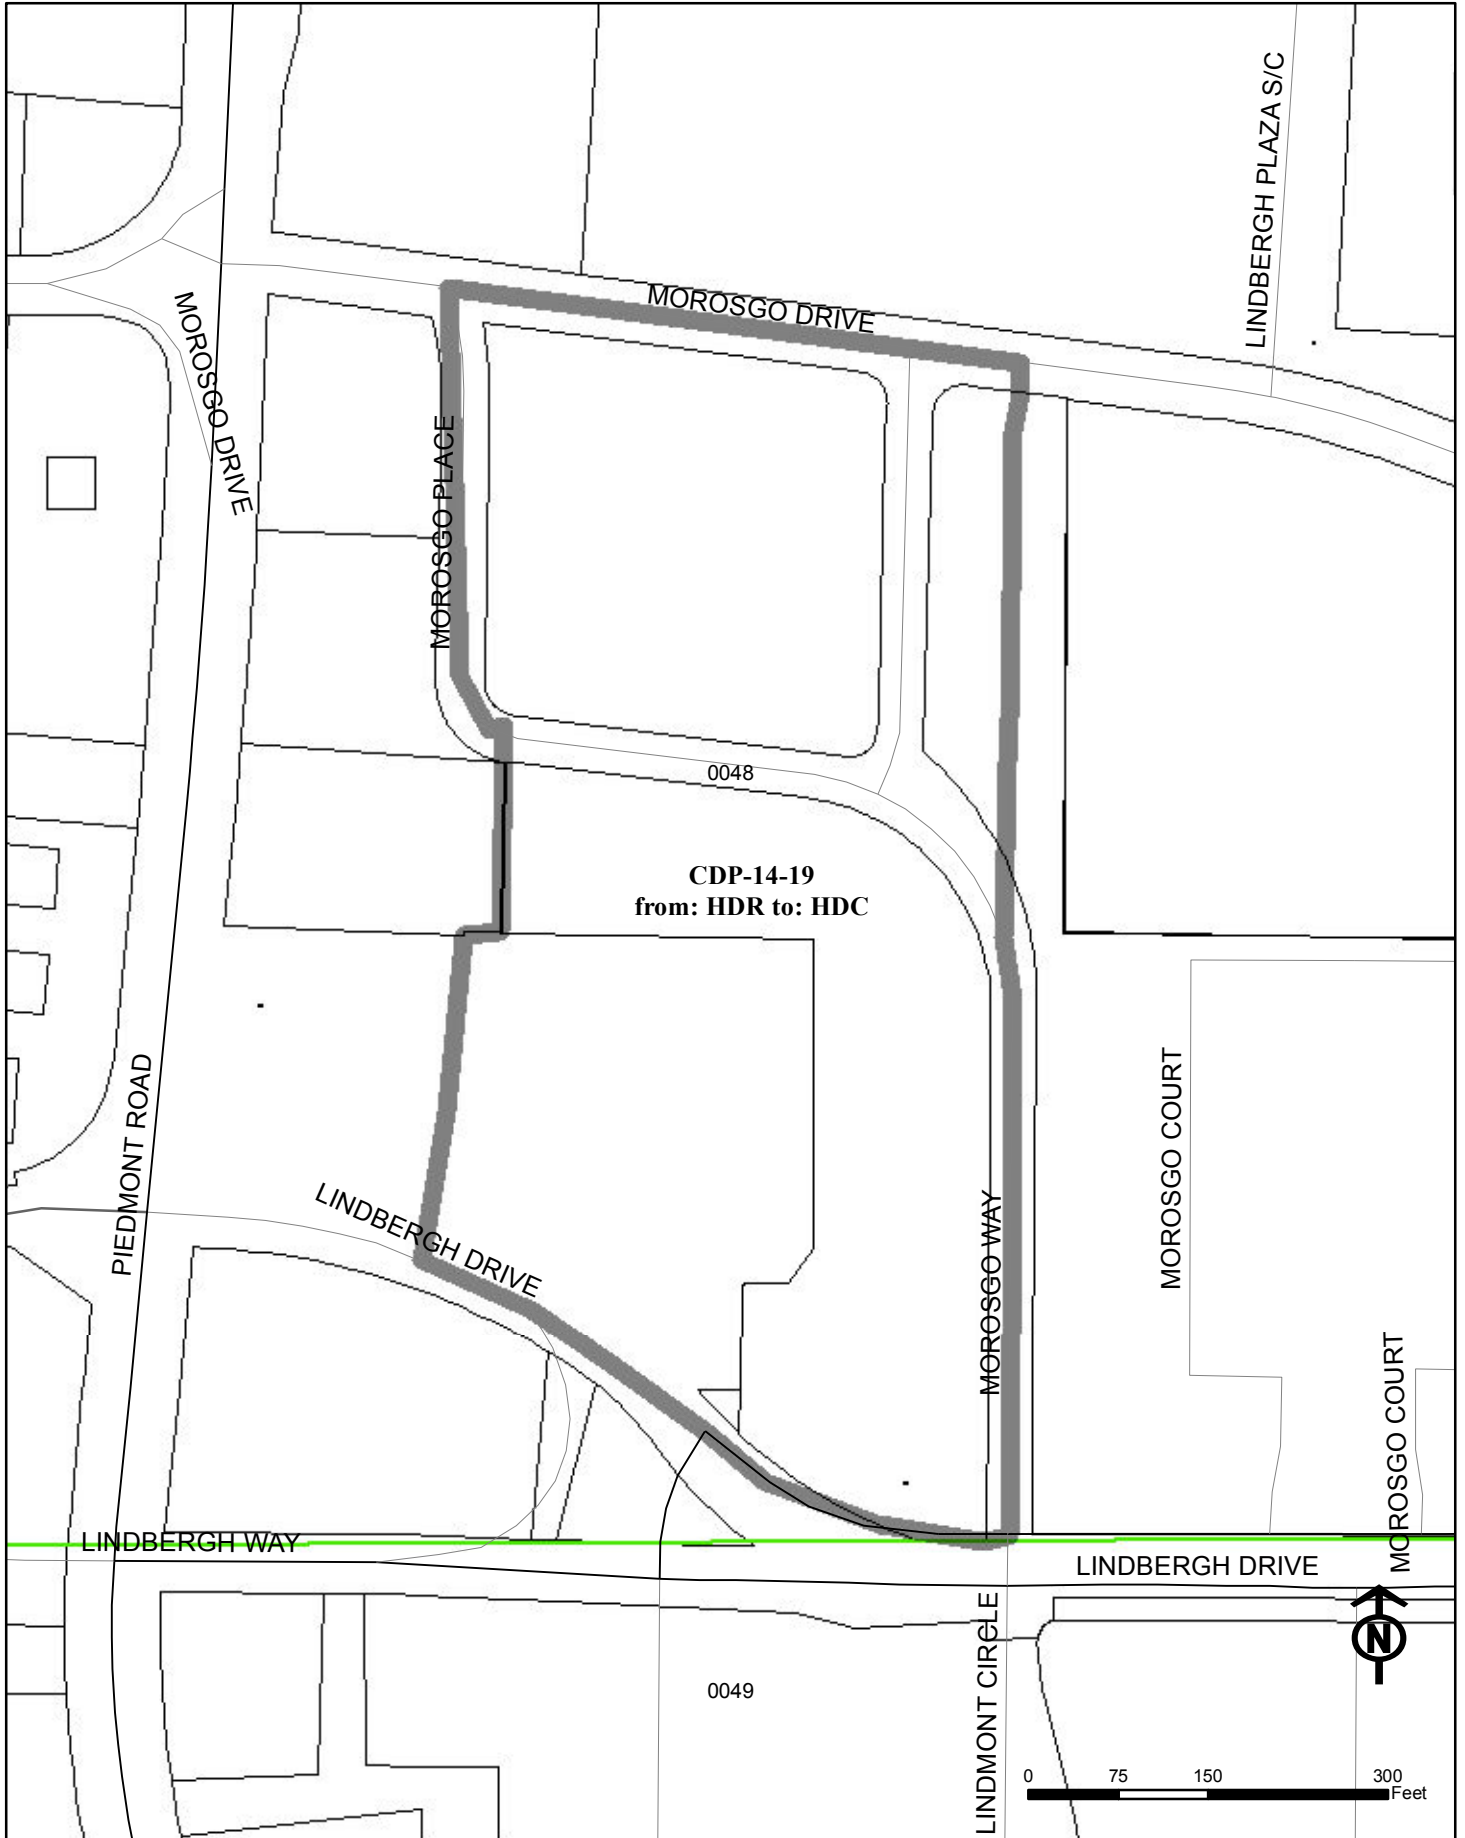 LINDBERGH PLAZA S/C
MOROSGO DRIVE
MOROSGO DRIVE
MOROSGO PLACE
0048
CDP-14-19
from: HDR to: HDC
PIEDMONT ROAD
LINDBERGH DRIVE
MOROSGO WAY
MOROSGO COURT
MOROSGO COURT
LINDBERGH WAY
LINDBERGH DRIVE
LINDMONT CIRCLE
N
0049
0 75 150 300
Feet